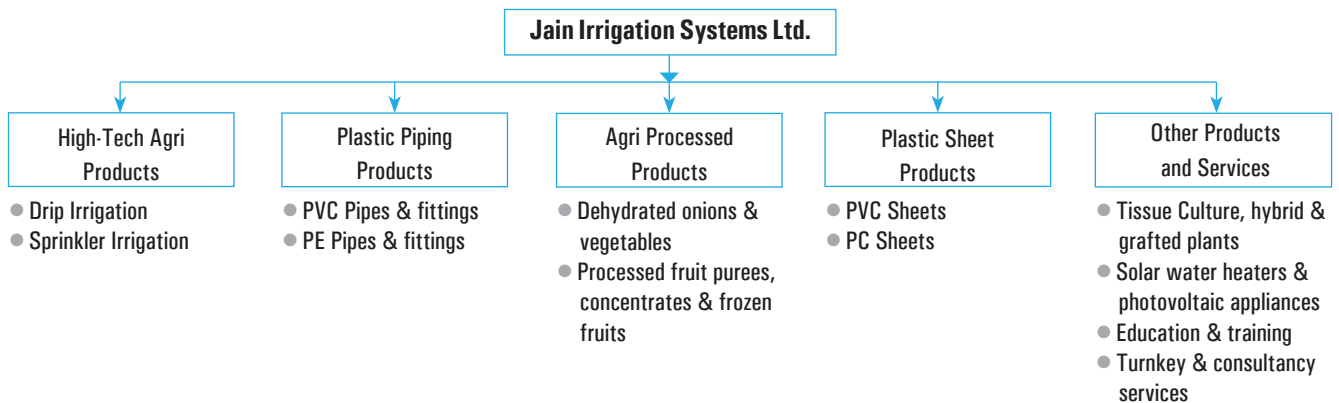 Jain Irrigation Systems Ltd.
High-Tech Agri
Products
● Drip Irrigation
● Sprinkler Irrigation
Plastic Piping
Products
● PVC Pipes & fittings
● PE Pipes & fittings
Agri Processed
Products
● Dehydrated onions &
vegetables
● Processed fruit purees,
concentrates & frozen
fruits
Plastic Sheet
Products
● PVC Sheets
● PC Sheets
Other Products
and Services
● Tissue Culture, hybrid &
grafted plants
● Solar water heaters &
photovoltaic appliances
● Education & training
● Turnkey & consultancy
services